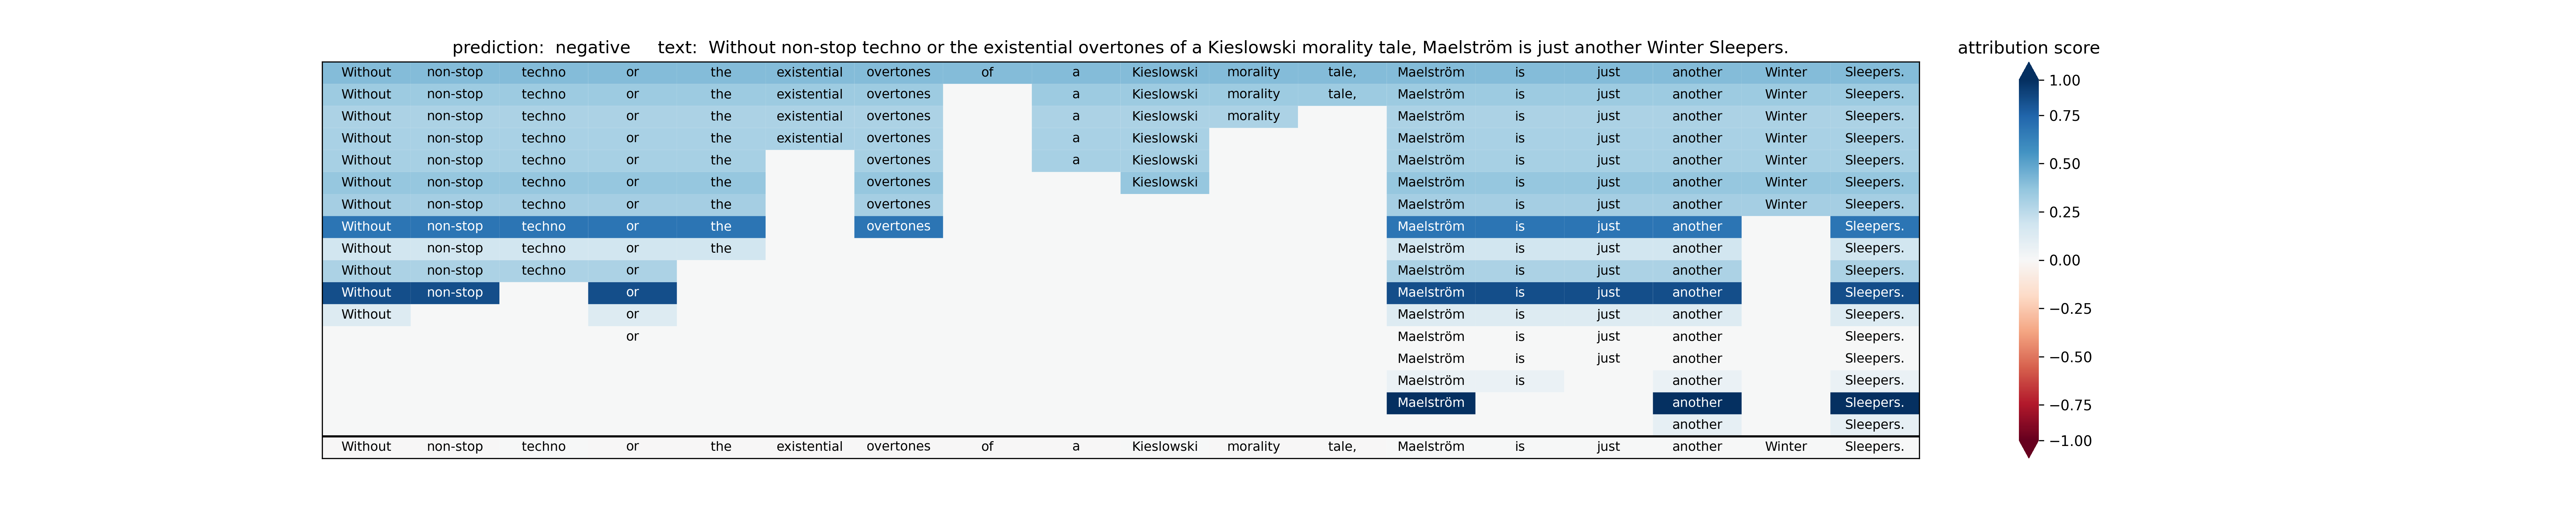 prediction:  negative     text:  Without non-stop techno or the existential overtones of a Kieslowski morality tale, Maelström is just another Winter Sleepers.
attribution score
Without non-stop techno or the existential overtones of a Kieslowski morality tale, Maelström is just another Winter Sleepers.
Without non-stop techno or the existential overtones a Kieslowski morality tale, Maelström is just another Winter Sleepers.
Without non-stop techno or the existential overtones a Kieslowski morality Maelström is just another Winter Sleepers.
Without non-stop techno or the existential overtones a Kieslowski Maelström is just another Winter Sleepers.
Without non-stop techno or the overtones a Kieslowski Maelström is just another Winter Sleepers.
Without non-stop techno or the overtones Kieslowski Maelström is just another Winter Sleepers.
Without non-stop techno or the overtones Maelström is just another Winter Sleepers.
Without non-stop techno or the overtones Maelström is just another Sleepers.
Without non-stop techno or the Maelström is just another Sleepers.
Without non-stop techno or Maelström is just another Sleepers.
Without non-stop or Maelström is just another Sleepers.
Without or Maelström is just another Sleepers.
or Maelström is just another Sleepers.
Maelström is just another Sleepers.
Maelström is another Sleepers.
Maelström another Sleepers.
another Sleepers.
Without non-stop techno or the existential overtones of a Kieslowski morality tale, Maelström is just another Winter Sleepers.
1.00
0.75
0.50
0.25
0.00
−0.25
−0.50
−0.75
−1.00